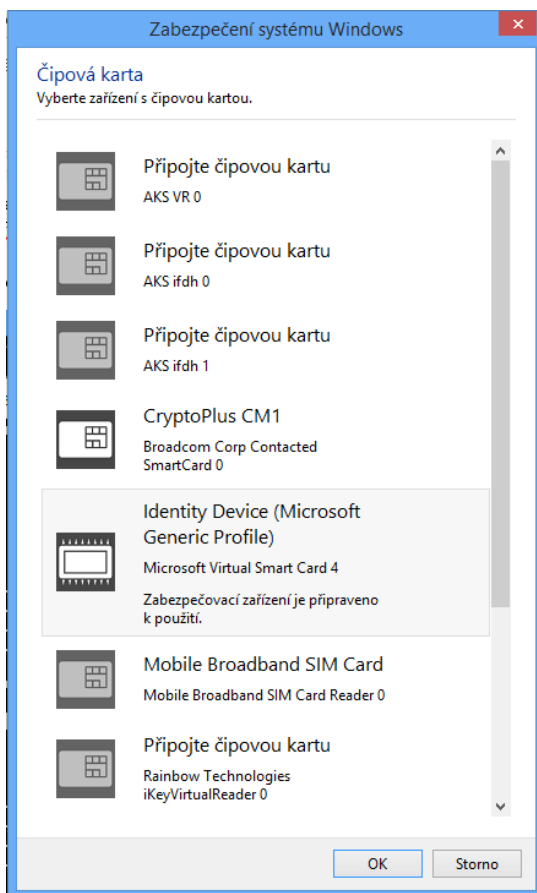 Zabezpečení systému Windows
Čipová karta
Vyberte zařízení s čipovou kartou.
Připojte čipovou kartu
AKS VR 0
Připojte čipovou kartu
AKS ifdh 0
Připojte čipovou kartu
AKS ifdh 1
CryptoPlus CM1
Broadcom Corp Contacted
SmartCard 0
Identity Device (Microsoft
Generic Profile)
Microsoft Virtual Smart Card 4
Zabezpečovací zařízení je připraveno
k použití.
Mobile Broadband SIM Card
Mobile Broadband SIM Card Reader 0
Připojte čipovou kartu
Rainbow Technologies
iKeyVirtualReader 0
OK
Storno